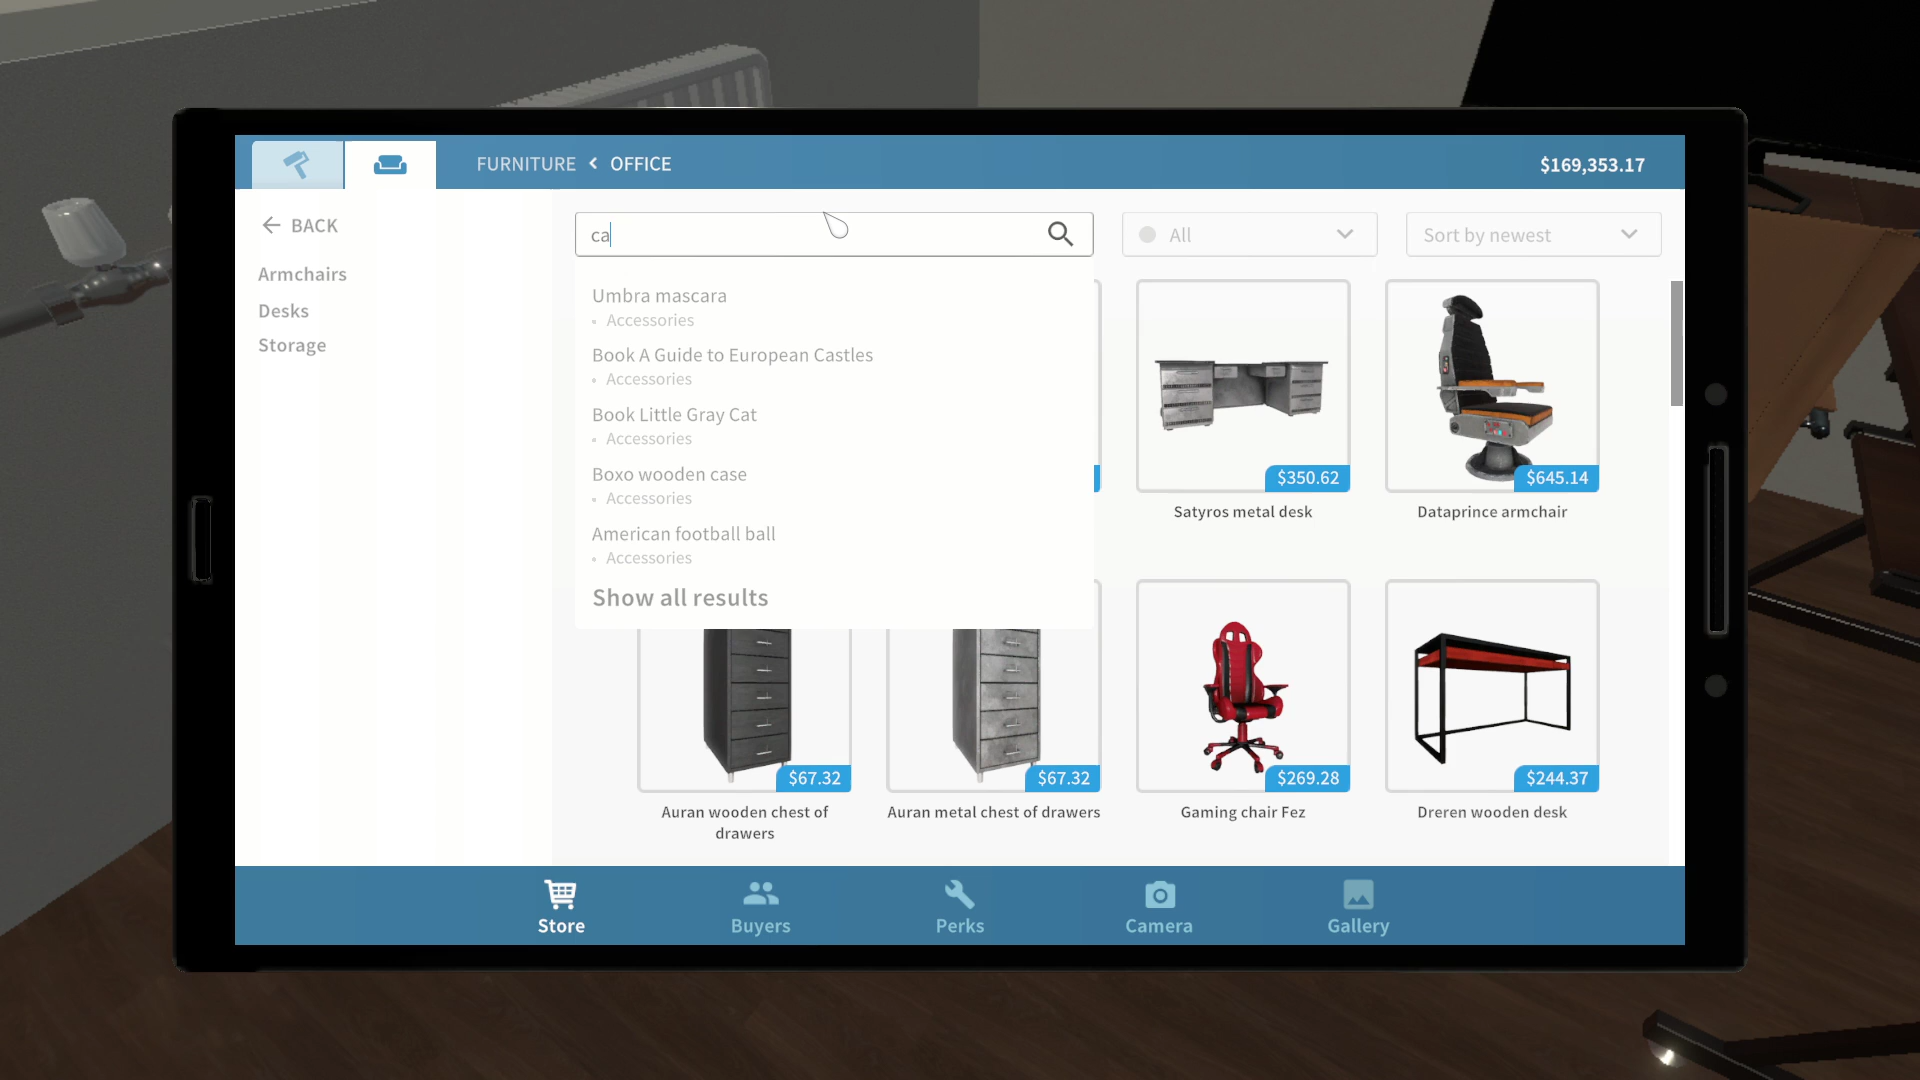 FURNITURE < OFFICE
$169,353.17
BACK
Armchairs
Desks
Storage
ca
All
Sort by newest
Umbra mascara
Accessories
Book A Guide to European Castles
Accessories
Book Little Gray Cat
Accessories
Boxo wooden case
Accessories
American football ball
Accessories
Show all results
$350.62
Satyros metal desk
$645.14
Dataprince armchair
$67.32
Auran wooden chest of
drawers
$67.32
Auran metal chest of drawers
$269.28
Gaming chair Fez
$244.37
Dreren wooden desk
Store
Buyers
Perks
Camera
Gallery